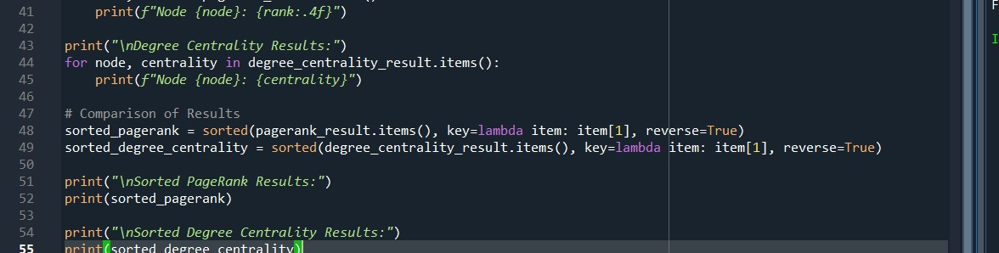 41 print(f"Node {node}: {rank:.4f}")
42
43 print("\nDegree Centrality Results:")
44 for node, centrality in degree_centrality_result.items():
45 print(f"Node {node}: {centrality}")
46
47 # Comparison of Results
48 sorted_pagerank = sorted(pagerank_result.items(), key=lambda item: item[1], reverse=True)
49 sorted_degree_centrality = sorted(degree_centrality_result.items(), key=lambda item: item[1], reverse=True)
50
51 print("\nSorted PageRank Results:")
52 print(sorted_pagerank)
53
54 print("\nSorted Degree Centrality Results:")
55 print(sorted_degree_centrality)